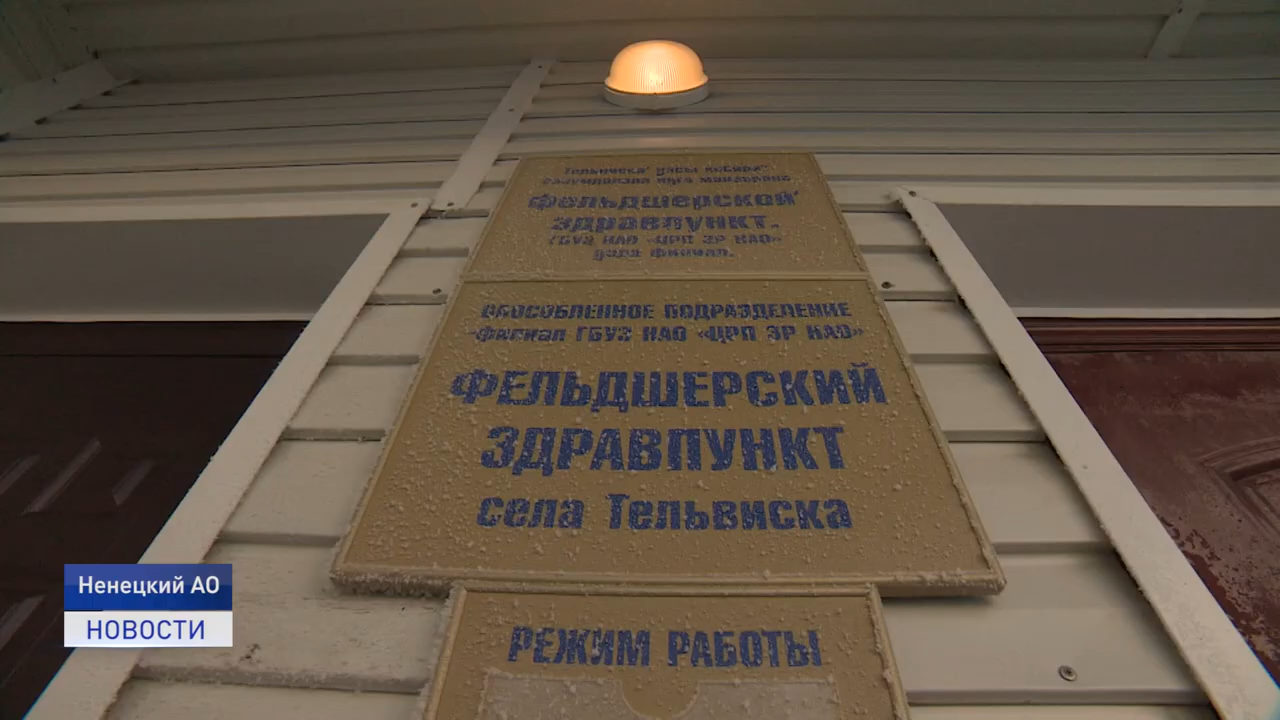 Фельдшерской"
здравпункт.
ГБУЗ НАО «ЦРП ЗР НАО»
филиал.
ОБОСОБЛЕННОЕ ПОДРАЗДЕЛЕНИЕ
Филиал ГБУЗ НАО «ЦРП ЗР НАО»
ФЕЛЬДШЕРСКИЙ
ЗДРАВПУНКТ
села Тельвиска
РЕЖИМ РАБОТЫ
Ненецкий АО
НОВОСТИ